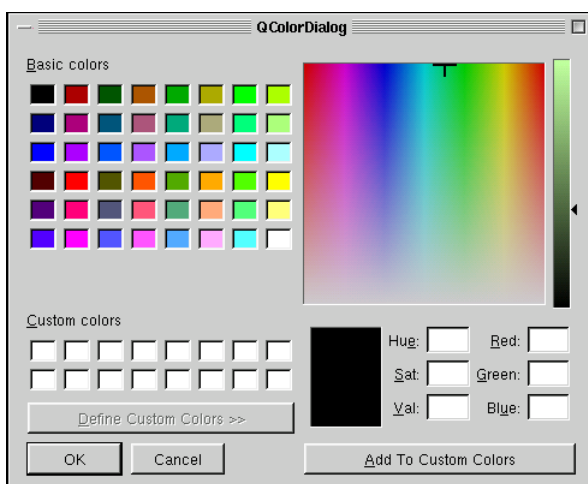 QColorDialog
Basic colors
Custom colors
Define Custom Colors >>
OK Cancel
Hue: Red:
Sat: Green:
Val: Blue:
Add To Custom Colors